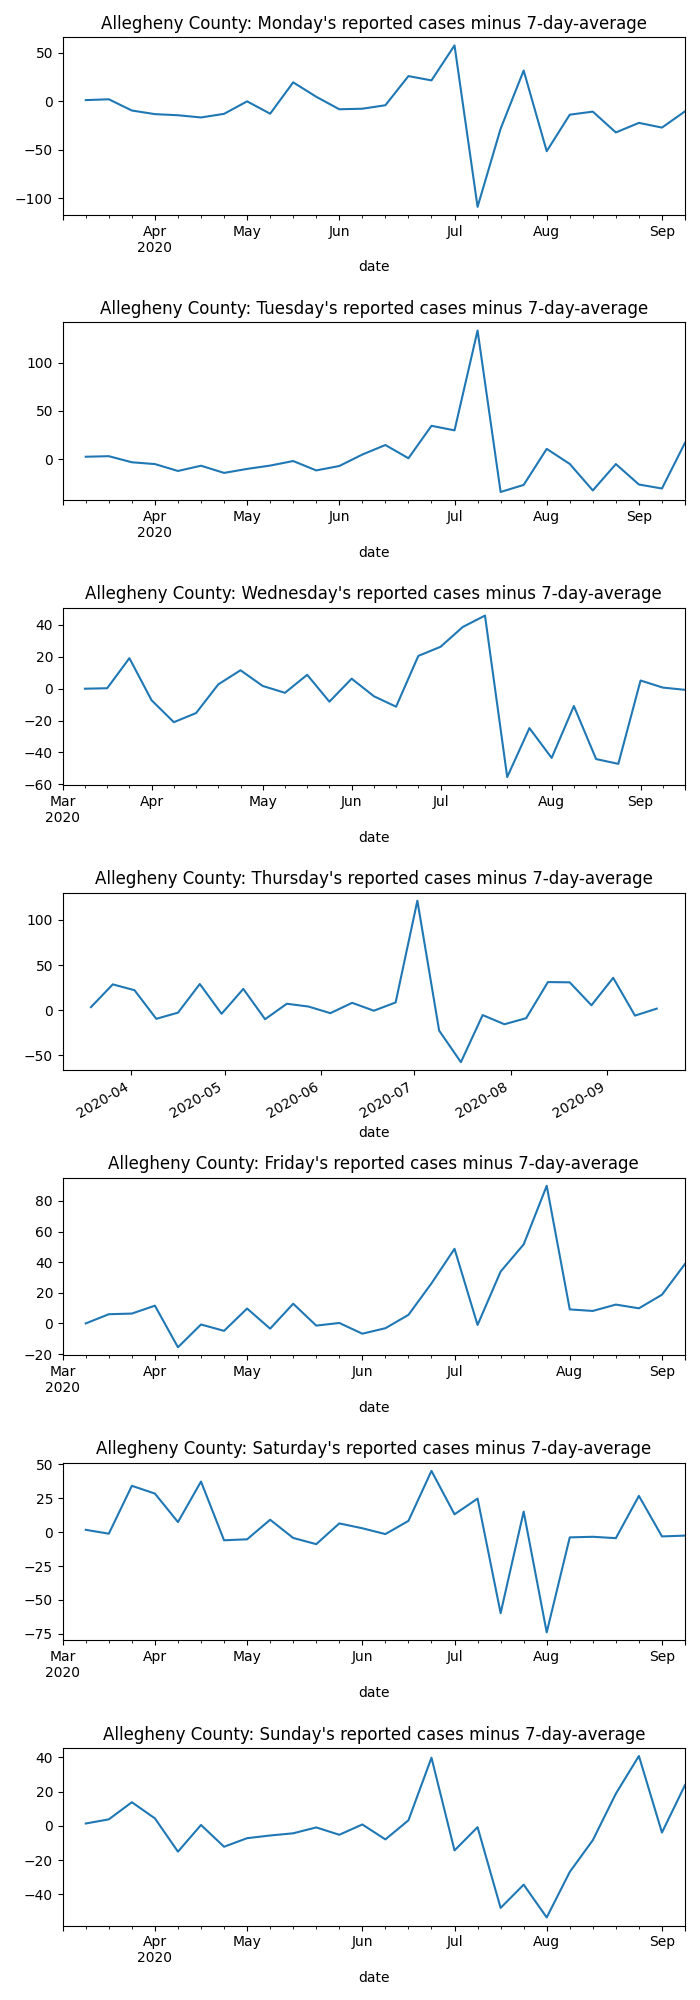 Allegheny County: Monday's reported cases minus 7-day-average
50
0
−50
−100
Apr May Jun Jul Aug Sep
2020
date
Allegheny County: Tuesday's reported cases minus 7-day-average
100
50
0
Apr May Jun Jul Aug Sep
2020
date
Allegheny County: Wednesday's reported cases minus 7-day-average
40
20
0
−20
−40
−60
Mar Apr May Jun Jul Aug Sep
2020
date
Allegheny County: Thursday's reported cases minus 7-day-average
100
50
0
−50
2020-04 2020-05 2020-06 2020-07 2020-08 2020-09
date
Allegheny County: Friday's reported cases minus 7-day-average
80
60
40
20
0
−20
Mar Apr May Jun Jul Aug Sep
2020
date
Allegheny County: Saturday's reported cases minus 7-day-average
50
25
0
−25
−50
−75
Mar Apr May Jun Jul Aug Sep
2020
date
Allegheny County: Sunday's reported cases minus 7-day-average
40
20
0
−20
−40
Apr May Jun Jul Aug Sep
2020
date